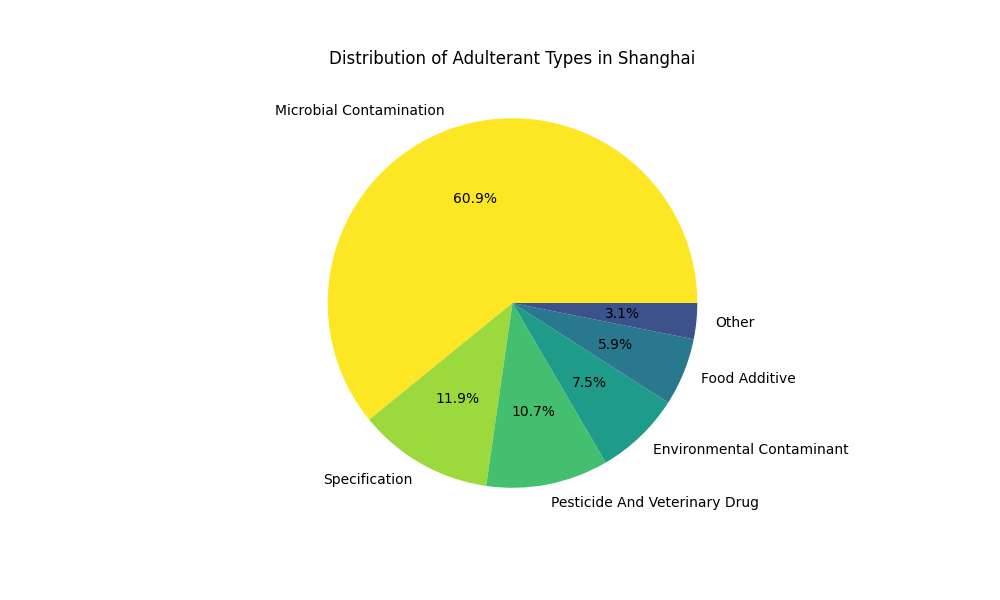 Distribution of Adulterant Types in Shanghai
Microbial Contamination
60.9%
Other
3.1%
Food Additive
5.9%
Environmental Contaminant
7.5%
Specification
11.9%
Pesticide And Veterinary Drug
10.7%